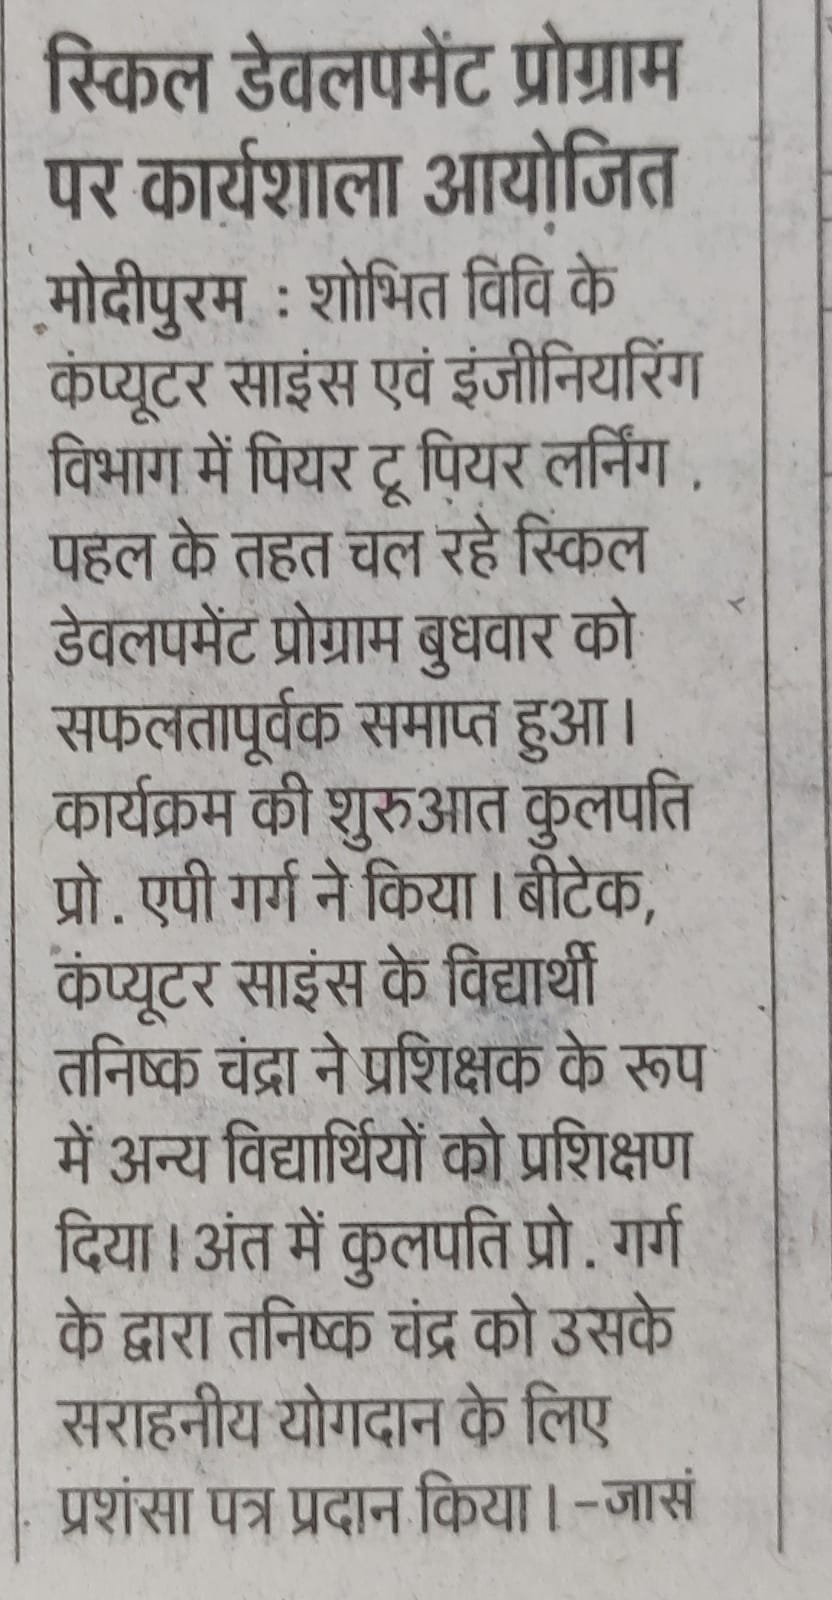 स्किल डेवलपमेंट प्रोग्राम
पर कार्यशाला आयोजित
मोदीपुरम : शोभित विवि के
कंप्यूटर साइंस एवं इंजीनियरिंग
विभाग में पियर टू पियर लर्निंग
पहल के तहत चल रहे स्किल
डेवलपमेंट प्रोग्राम बुधवार को
सफलतापूर्वक समाप्त हुआ।
कार्यक्रम की शुरुआत कुलपति
प्रो. एपी गर्ग ने किया। बीटेक,
कंप्यूटर साइंस के विद्यार्थी
तनिष्क चंद्रा ने प्रशिक्षक के रूप
में अन्य विद्यार्थियों को प्रशिक्षण
दिया। अंत में कुलपति प्रो. गर्ग
के द्वारा तनिष्क चंद्र को उसके
सराहनीय योगदान के लिए
प्रशंसा पत्र प्रदान किया। -जासं